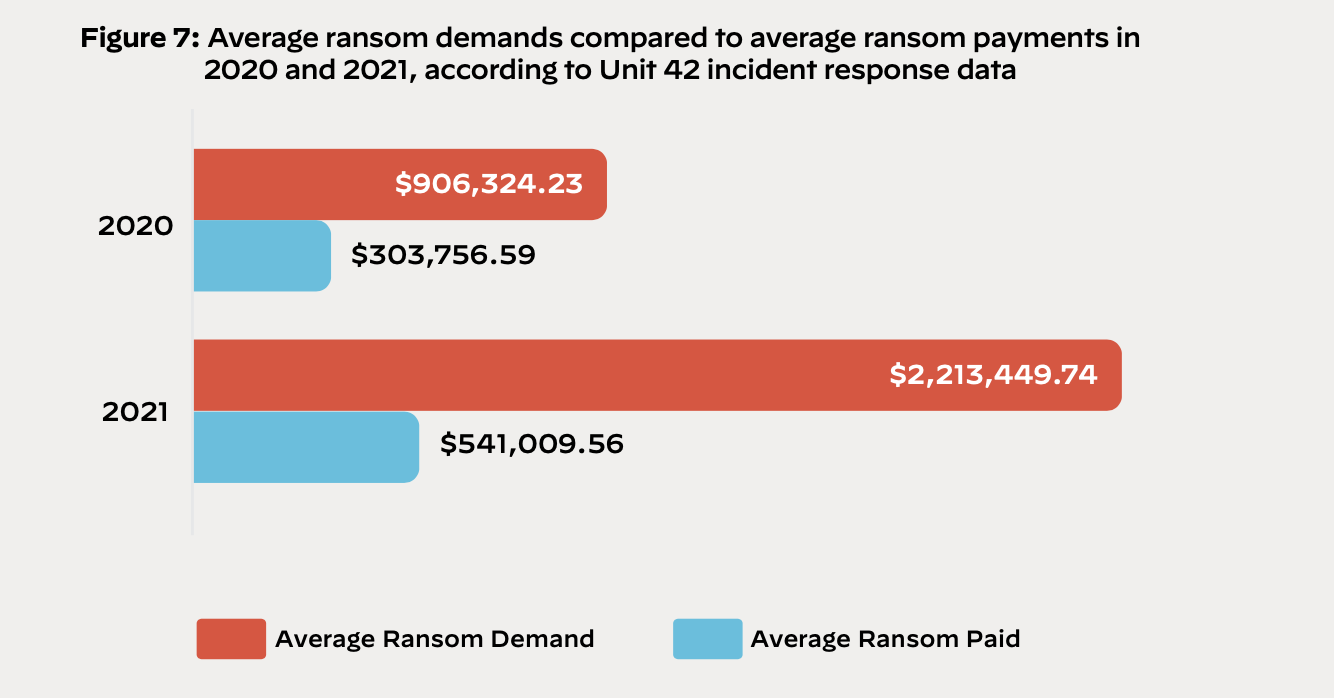 Figure 7: Average ransom demands compared to average ransom payments in
2020 and 2021, according to Unit 42 incident response data
$906,324.23
2020
$303,756.59
$2,213,449.74
2021
$541,009.56
Average Ransom Demand
Average Ransom Paid